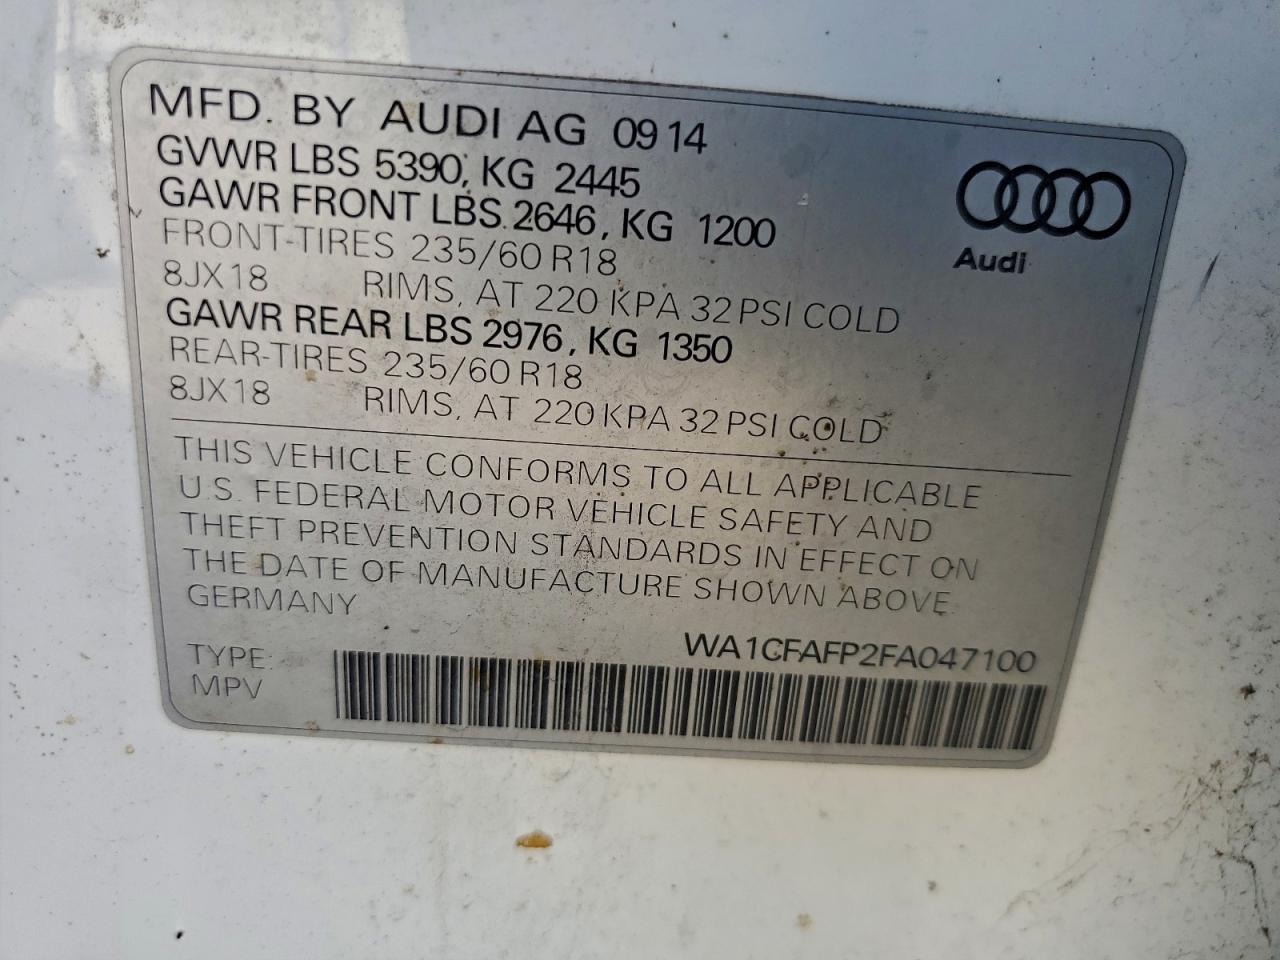 MFD. BY AUDI AG 09 14
GVWR LBS 5390, KG 2445
GAWR FRONT LBS. 2646, KG 1200
FRONT-TIRES 235/60 R18
8JX18 RIMS, AT 220 KPA 32 PSI COLD
GAWR REAR LBS 2976, KG 1350
REAR-TIRES 235/60 R18
8JX18 RIMS, AT 220 KPA 32 PSI COLD
Audi
THIS VEHICLE CONFORMS TO ALL APPLICABLE
U.S. FEDERAL MOTOR VEHICLE SAFETY AND
THEFT PREVENTION STANDARDS IN EFFECT ON
THE DATE OF MANUFACTURE SHOWN ABOVE.
GERMANY
WA1CFAFP2FA047100
TYPE:
MPV